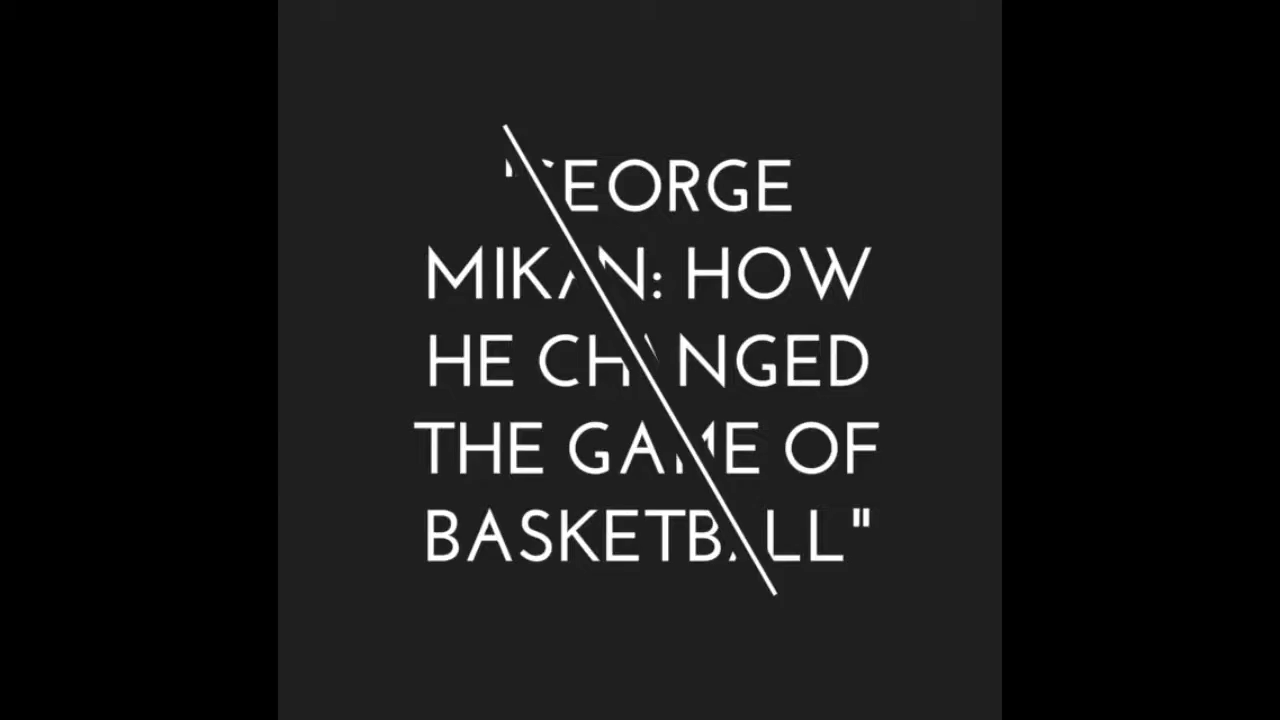 "GEORGE
MIKAN: HOW
HE CHANGED
THE GAME OF
BASKETBALL"